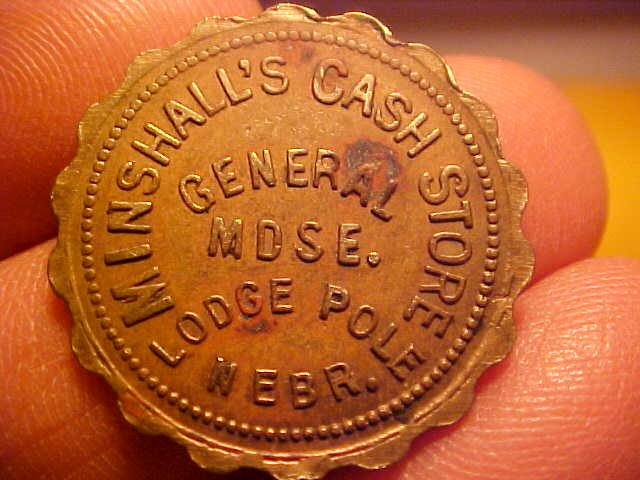 MINSHALL'S CASH STORE
GENERAL
MDSE.
LODGE POLE
NEBR.